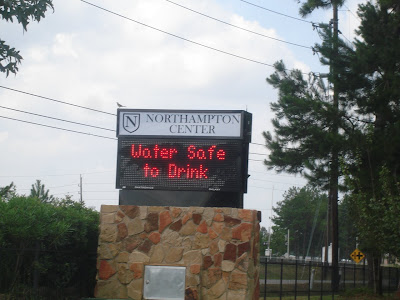 N
NORTHAMPTON
CENTER
Water Safe
to Drink